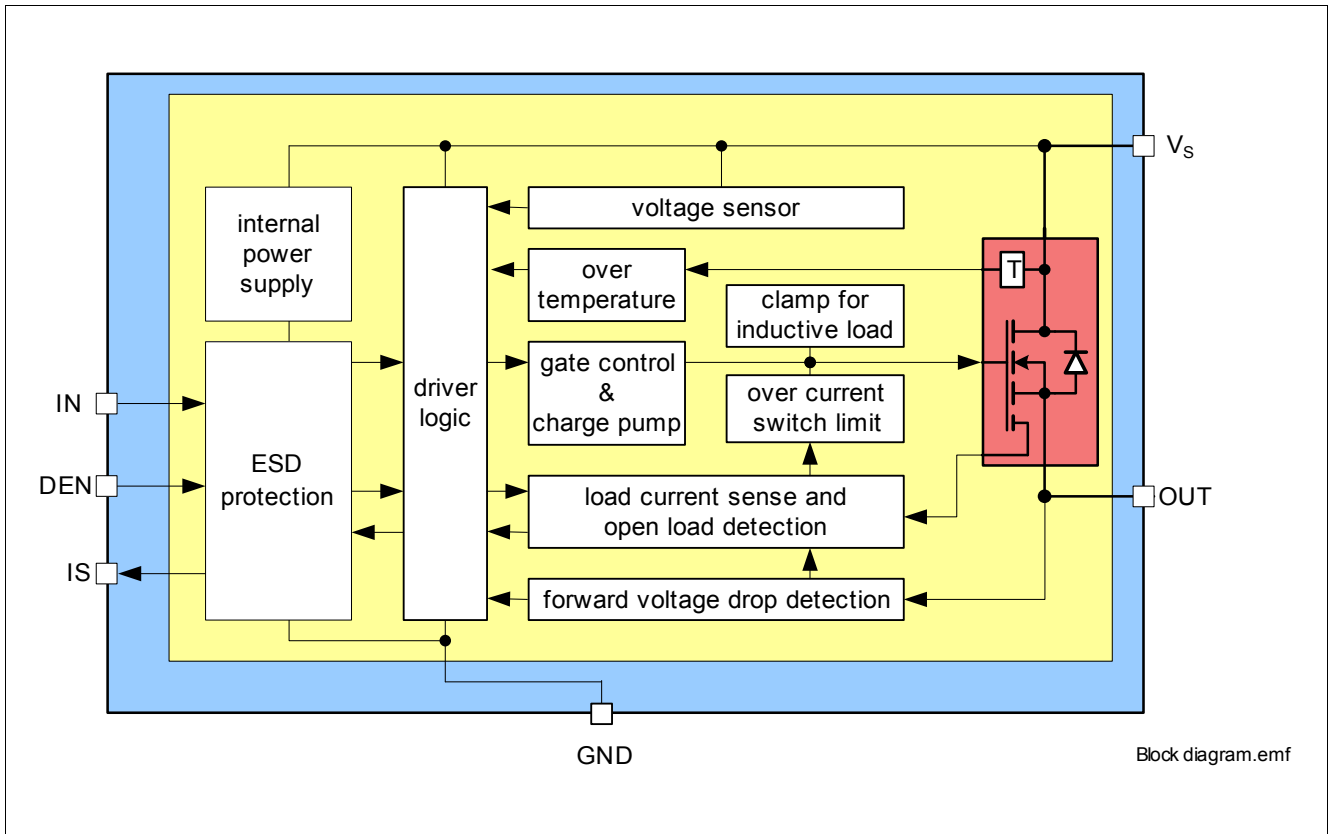 V_S
voltage sensor
internal
power
supply
over
temperature
T
clamp for
inductive load
gate control
&
charge pump
driver
logic
over current
switch limit
IN
ESD
protection
DEN
load current sense and
open load detection
OUT
IS
forward voltage drop detection
GND
Block diagram.emf